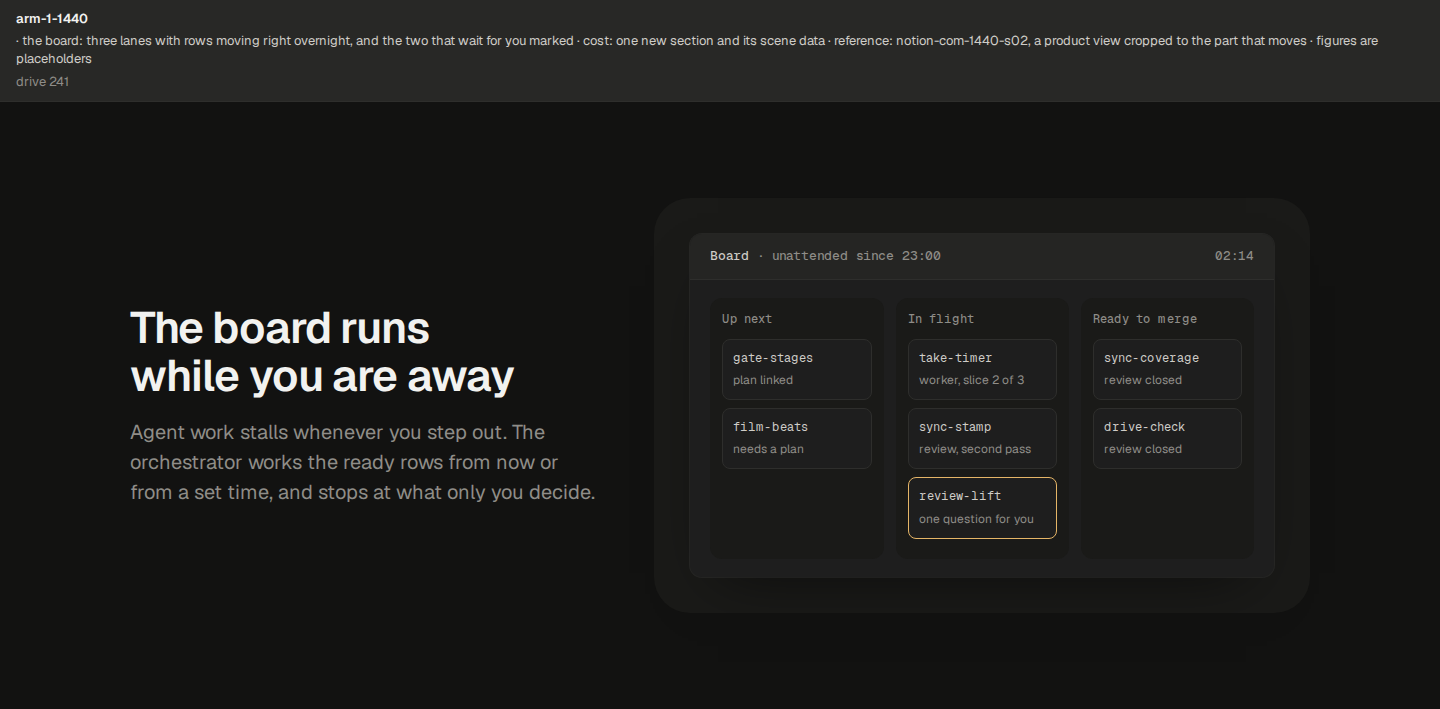 arm-1-1440
· the board: three lanes with rows moving right overnight, and the two that wait for you marked · cost: one new section and its scene data · reference: notion-com-1440-s02, a product view cropped to the part that moves · figures are
placeholders
drive 241
The board runs
while you are away
Agent work stalls whenever you step out. The
orchestrator works the ready rows from now or
from a set time, and stops at what only you decide.
Board · unattended since 23:00
02:14
Up next
gate-stages
plan linked
film-beats
needs a plan
In flight
take-timer
worker, slice 2 of 3
sync-stamp
review, second pass
review-lift
one question for you
Ready to merge
sync-coverage
review closed
drive-check
review closed